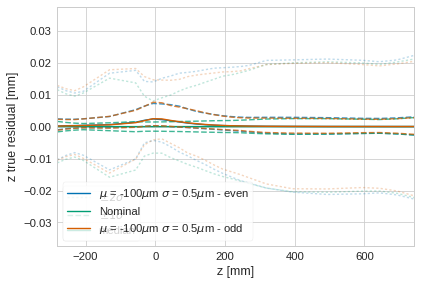 0.03
0.02
0.01
0.00
−0.01
−0.02
−0.03
z true residual [mm]
μ = -100μm σ = 0.5μm - even
Nominal
μ = -100μm σ = 0.5μm - odd
−200
0
200
400
600
z [mm]